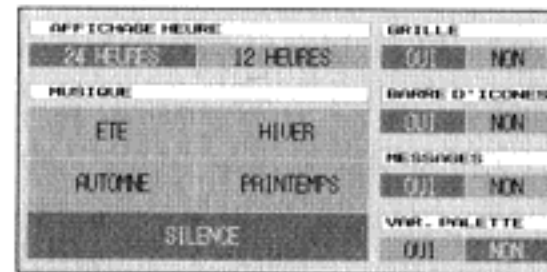 AFFICHAGE HEURE
24 HEURES 12 HEURES
MUSIQUE
ETE HIVER
AUTOMNE PRINTEMPS
SILENCE
GRILLE
OUI NON
BARRE D'ICONES
OUI NON
MESSAGES
OUI NON
VAR. PALETTE
OUI NON